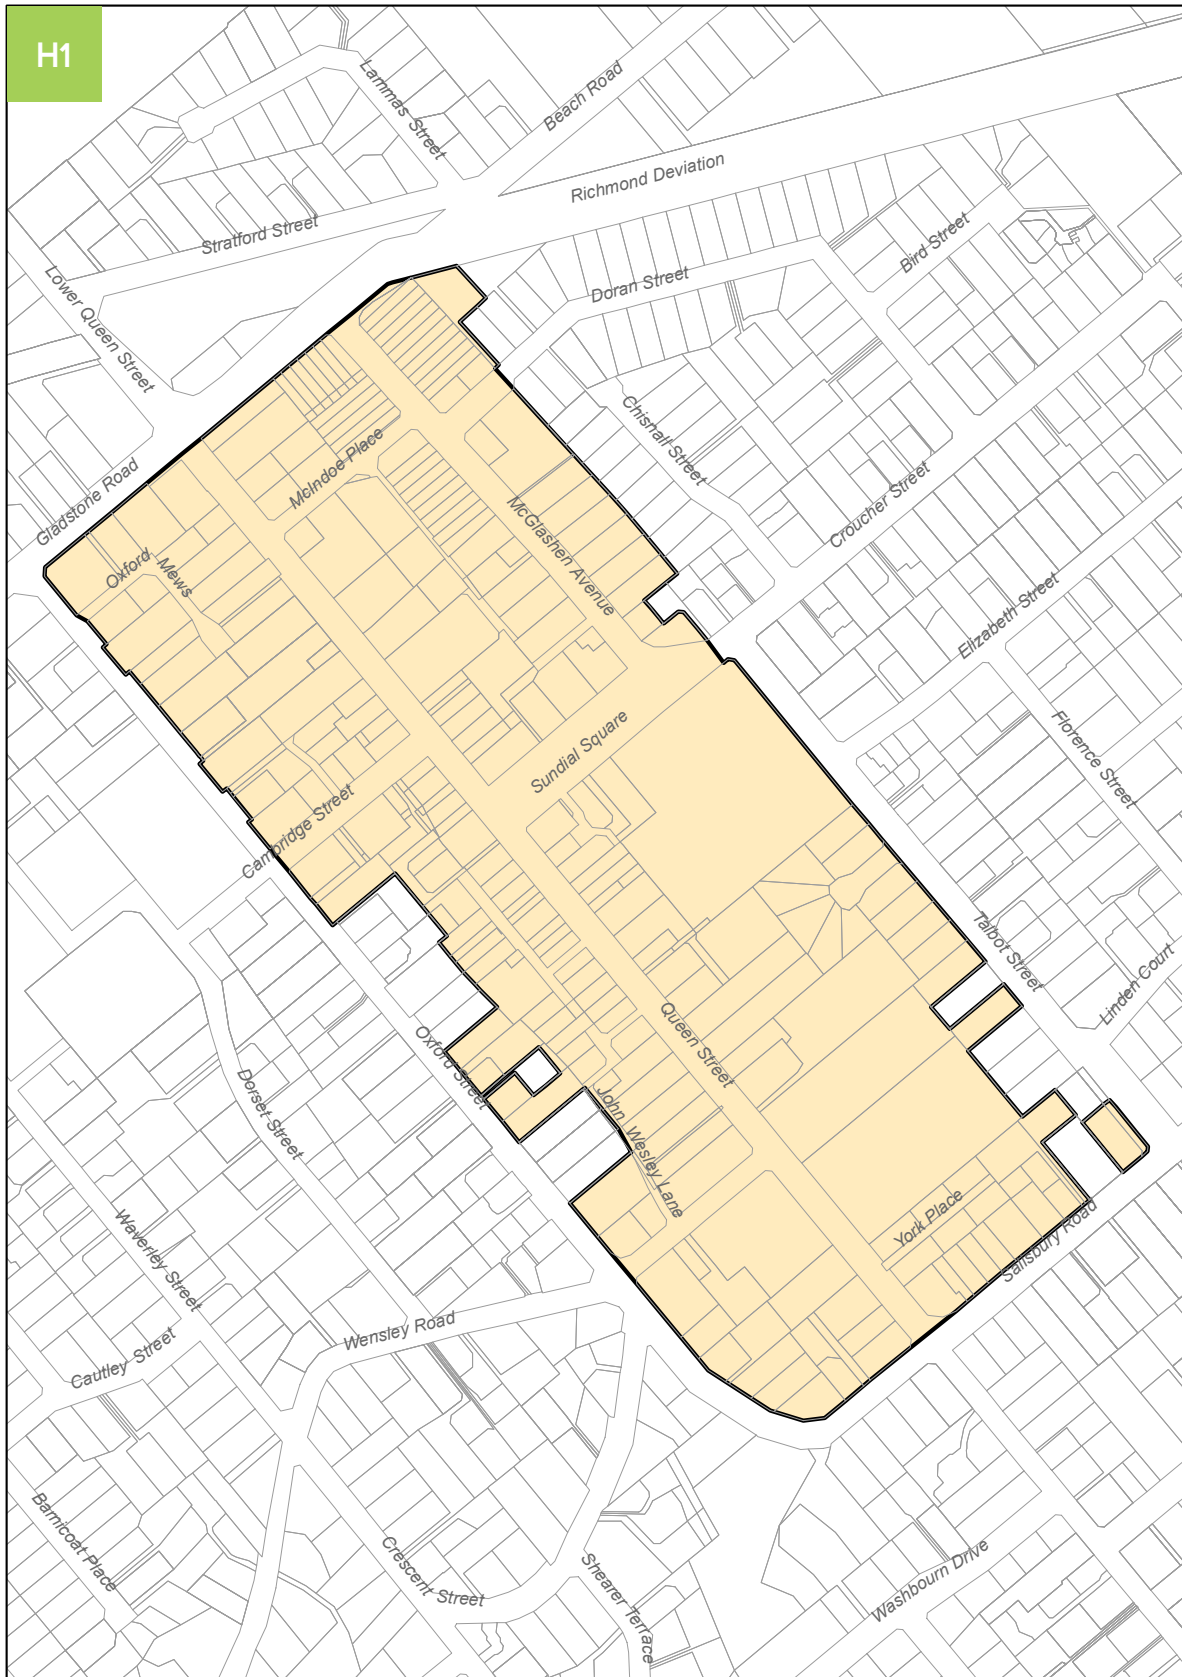 H1
Lammas Street
Beach Road
Richmond Deviation
Stratford Street
Bird Street
Lower Queen Street
Doran Street
Chisnall Street
McIndoe Place
Gladstone Road
McGlashen Avenue
Croucher Street
Oxford
Mews
Elizabeth Street
Sundial Square
Florence Street
Cambridge Street
Talbot Street
Linden Court
Oxford Street
Queen Street
Dorset Street
John Wesley Lane
York Place
Salisbury Road
Waverley Street
Wensley Road
Cautley Street
Barnicoat Place
Crescent Street
Shearer Terrace
Washbourn Drive